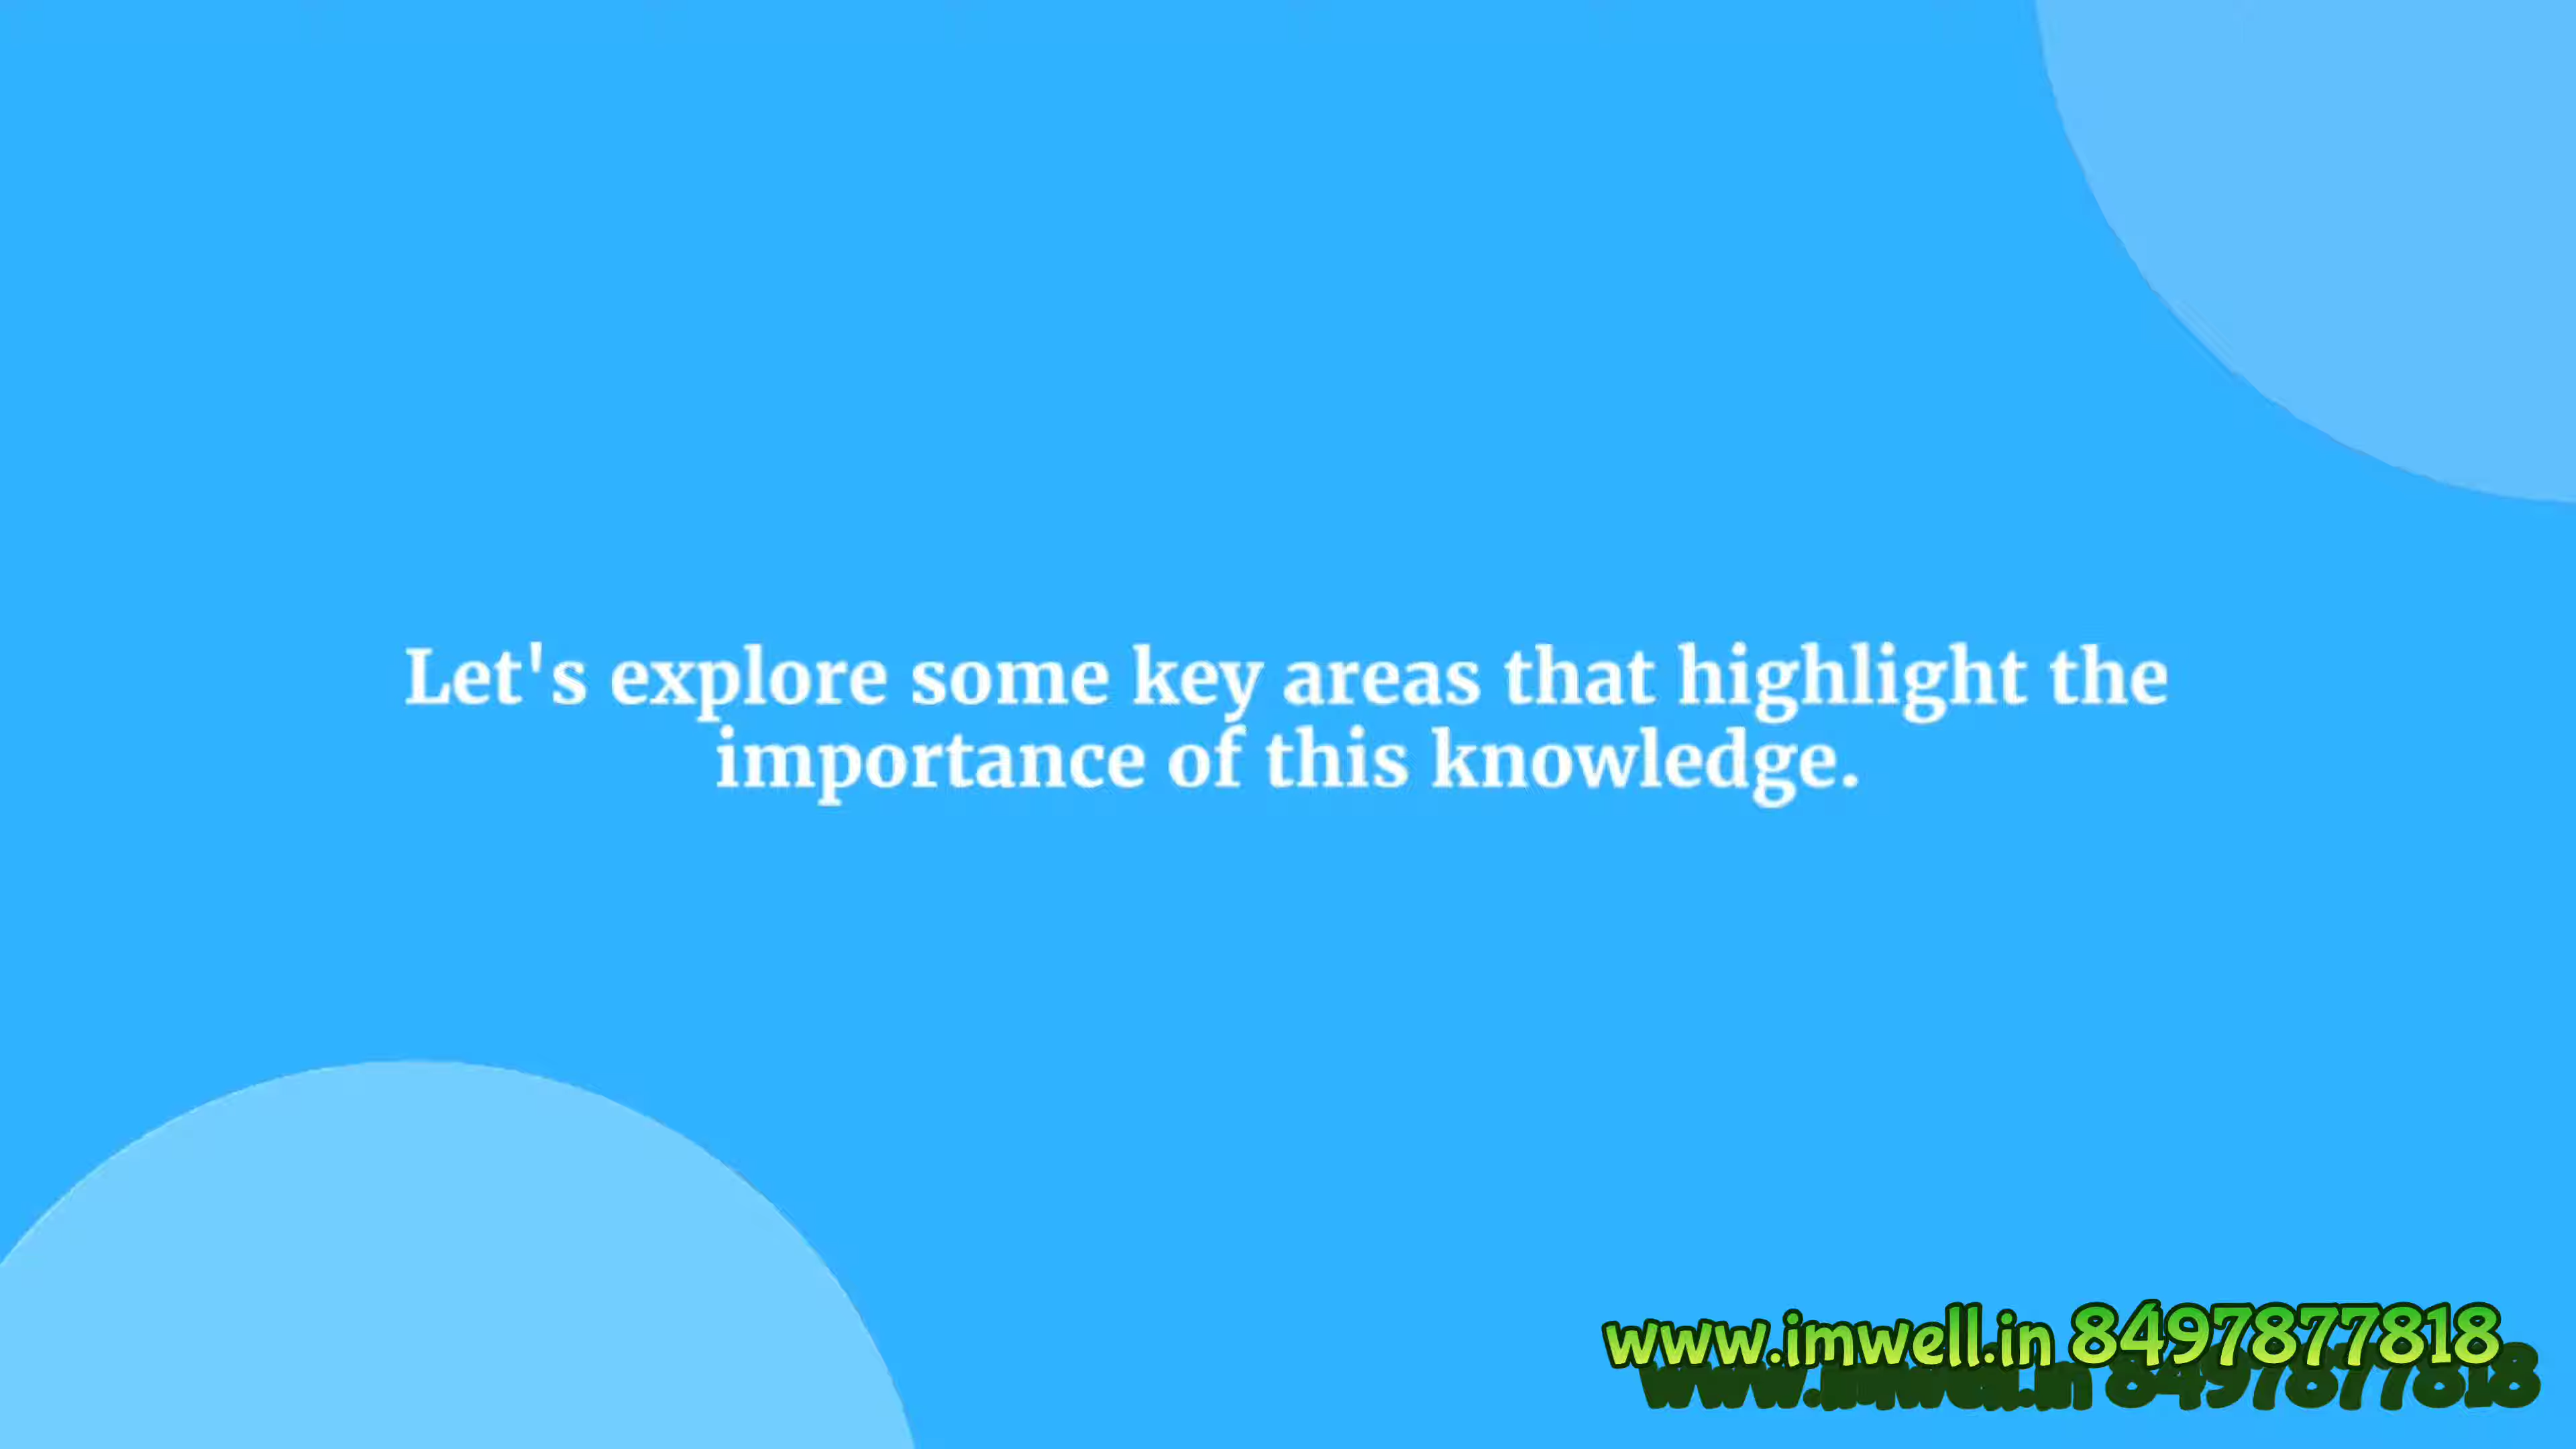 Let's explore some key areas that highlight the
importance of this knowledge.
www.imwell.in 8497877818